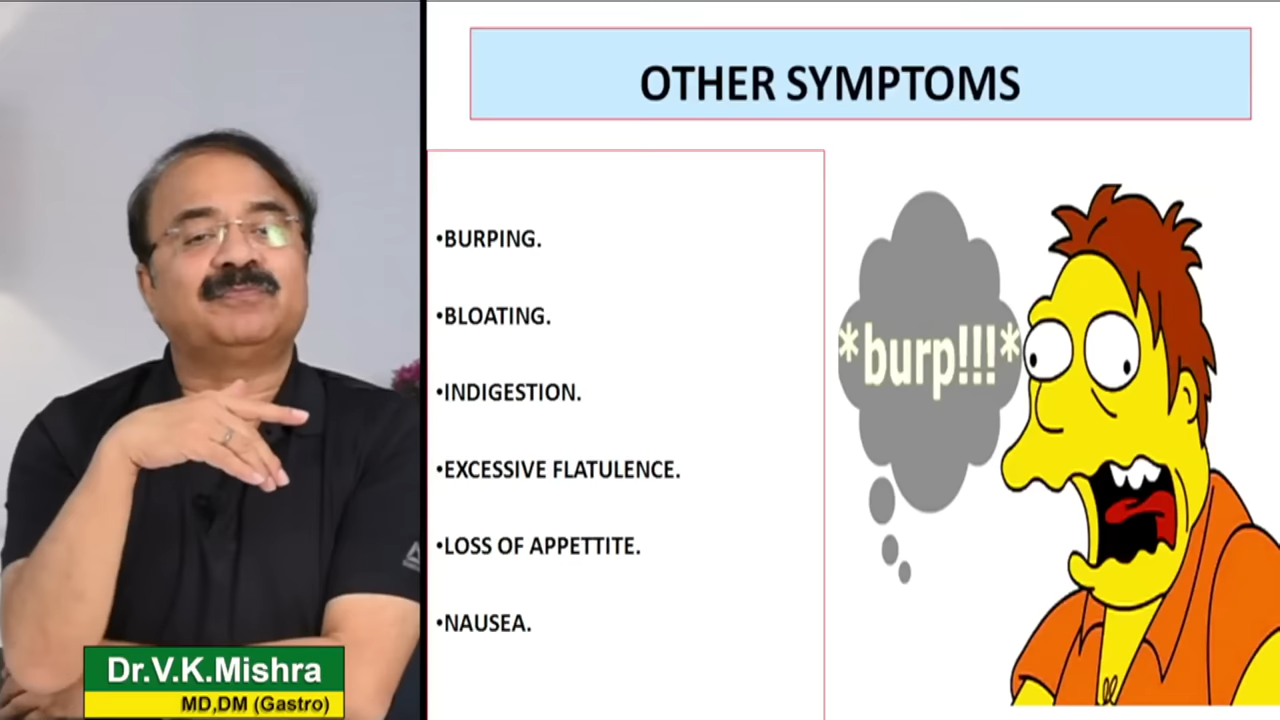 OTHER SYMPTOMS
•BURPING.
•BLOATING.
•INDIGESTION.
•EXCESSIVE FLATULENCE.
•LOSS OF APPETTITE.
•NAUSEA.
*burp!!!*
Dr.V.K.Mishra
MD,DM (Gastro)